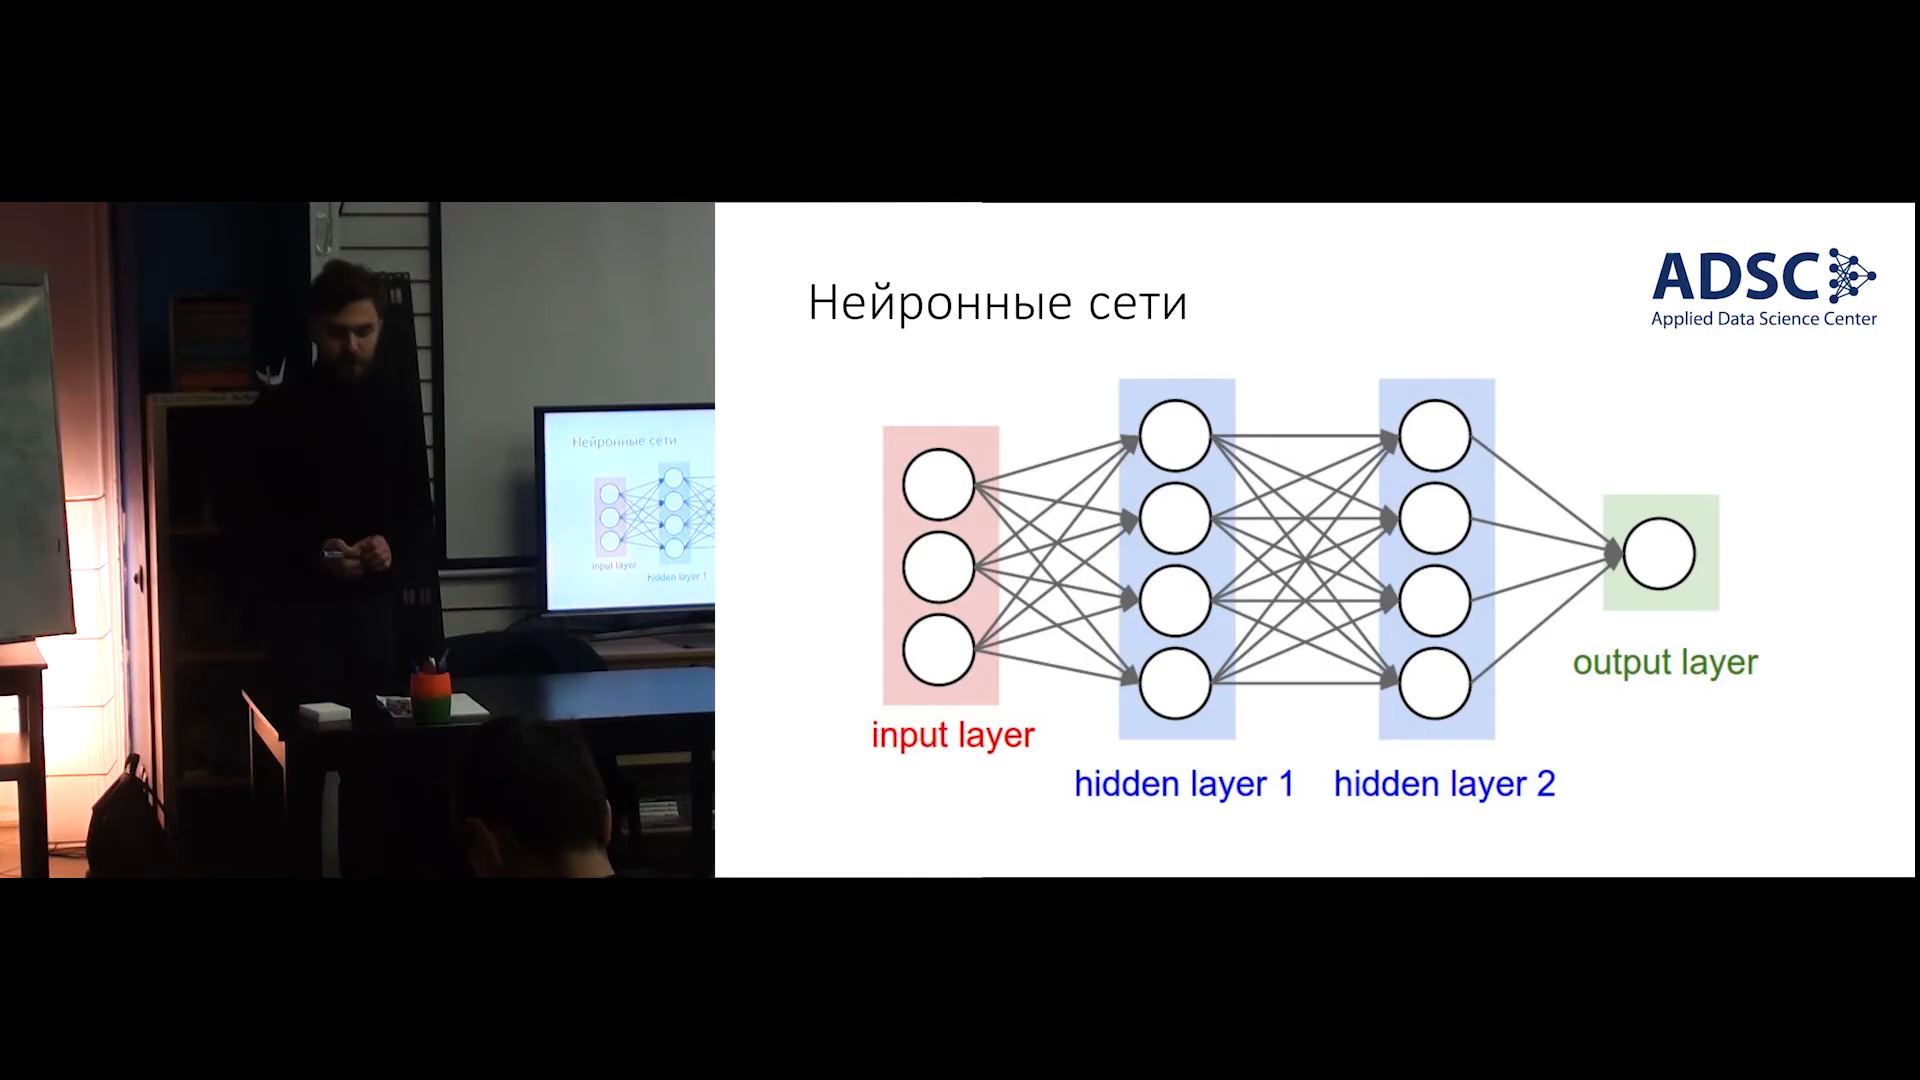 Нейронные сети
ADSC
Applied Data Science Center
input layer
hidden layer 1
hidden layer 2
output layer
Нейронные сети
input layer
hidden layer 1